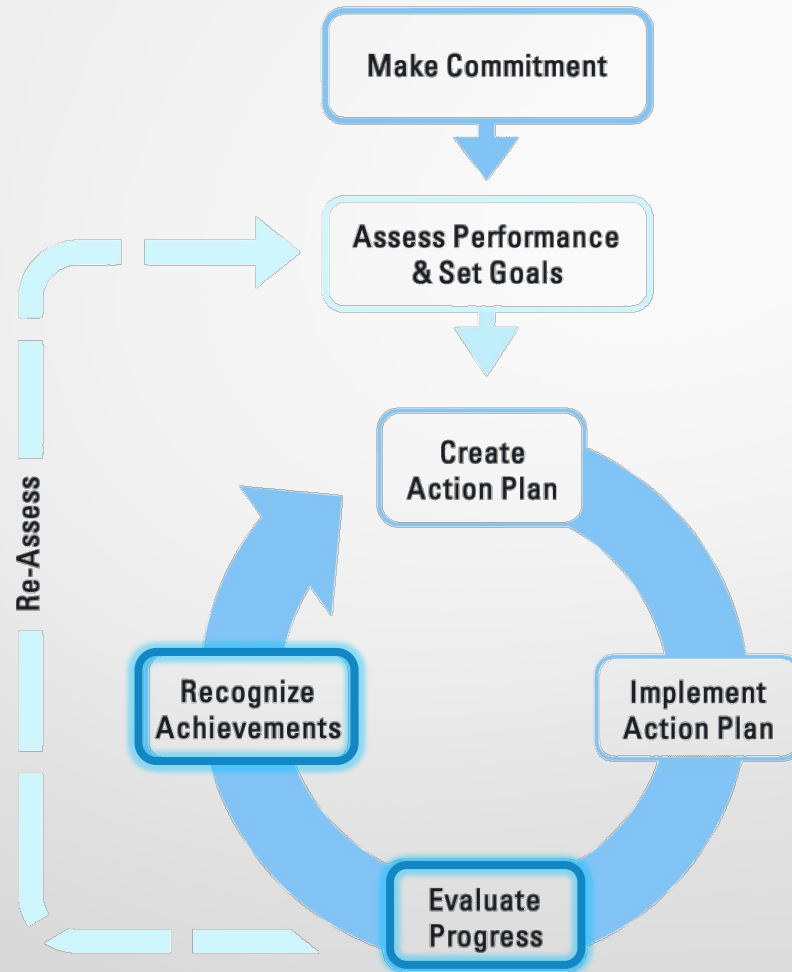 Make Commitment
Assess Performance
& Set Goals
Create
Action Plan
Re-Assess
Recognize
Achievements
Implement
Action Plan
Evaluate
Progress